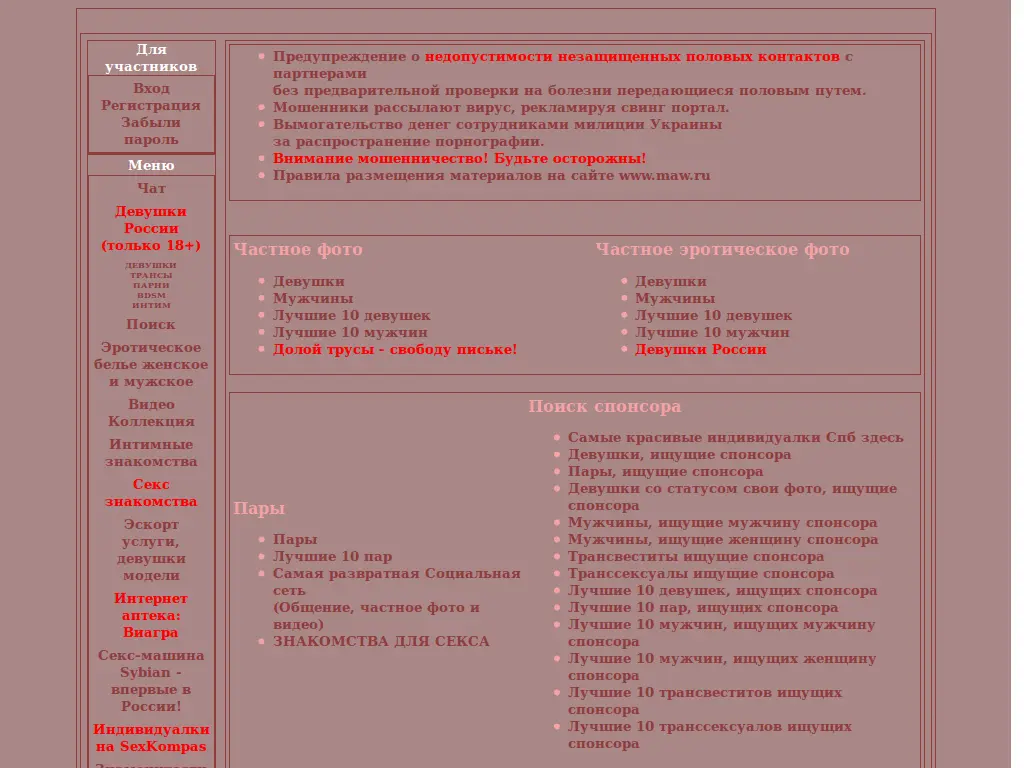 Для
участников
Вход
Регистрация
Забыли
пароль
Меню
Чат
Девушки
России
(только 18+)
ДЕВУШКИ
ТРАНСЫ
ПАРНИ
BDSM
ИНТИМ
Поиск
Эротическое
белье женское
и мужское
Видео
Коллекция
Интимные
знакомства
Секс
знакомства
Эскорт
услуги,
девушки
модели
Интернет
аптека:
Виагра
Секс-машина
Sybian -
впервые в
России!
Индивидуалки
на SexKompas
Предупреждение о недопустимости незащищенных половых контактов с
партнерами
без предварительной проверки на болезни передающиеся половым путем.
Мошенники рассылают вирус, рекламируя свинг портал.
Вымогательство денег сотрудниками милиции Украины
за распространение порнографии.
Внимание мошенничество! Будьте осторожны!
Правила размещения материалов на сайте www.maw.ru
Частное фото
Девушки
Мужчины
Лучшие 10 девушек
Лучшие 10 мужчин
Долой трусы - свободу письке!
Частное эротическое фото
Девушки
Мужчины
Лучшие 10 девушек
Лучшие 10 мужчин
Девушки России
Пары
Пары
Лучшие 10 пар
Самая развратная Социальная
сеть
(Общение, частное фото и
видео)
ЗНАКОМСТВА ДЛЯ СЕКСА
Поиск спонсора
Самые красивые индивидуалки Спб здесь
Девушки, ищущие спонсора
Пары, ищущие спонсора
Девушки со статусом свои фото, ищущие
спонсора
Мужчины, ищущие мужчину спонсора
Мужчины, ищущие женщину спонсора
Трансвеститы ищущие спонсора
Транссексуалы ищущие спонсора
Лучшие 10 девушек, ищущих спонсора
Лучшие 10 пар, ищущих спонсора
Лучшие 10 мужчин, ищущих мужчину
спонсора
Лучшие 10 мужчин, ищущих женщину
спонсора
Лучшие 10 трансвеститов ищущих
спонсора
Лучшие 10 транссексуалов ищущих
спонсора